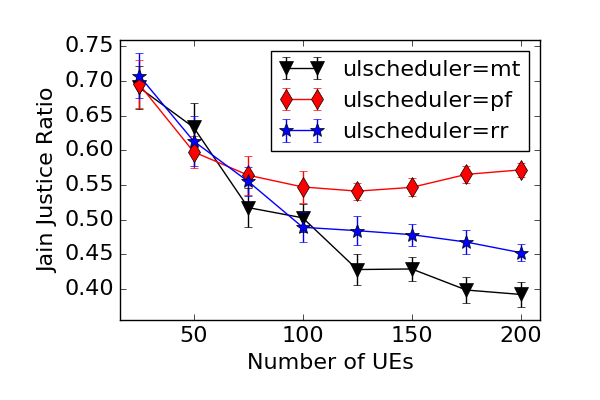 0.75
0.70
0.65
0.60
0.55
0.50
0.45
0.40
Jain Justice Ratio
ulscheduler=mt
ulscheduler=pf
ulscheduler=rr
50
100
150
200
Number of UEs